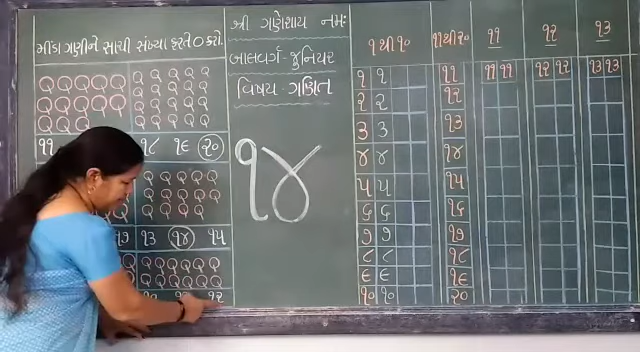 મીંડા ગણીને સાચી સંખ્યા ફરતે ૦ કરો.
૧૮ ૧૯ ૨૦
૧૩ ૧૪ ૧૫
૧૨
શ્રી ગણેશાય નમઃ
બાલવર્ગ-જુનિયર
વિષય-ગણિત
૧૪
૧થી૧૦ ૧૧થી૨૦ ૧૧ ૧૨ ૧૩
૧ ૧ ૧૧ ૧૧ ૧૧ ૧૨ ૧૨ ૧૩ ૧૩
૨ ૨ ૧૨
૩ ૩ ૧૩
૪ ૪ ૧૪
૫ ૫ ૧૫
૬ ૬ ૧૬
૭ ૭ ૧૭
૮ ૮ ૧૮
૯ ૯ ૧૯
૧૦ ૧૦ ૨૦